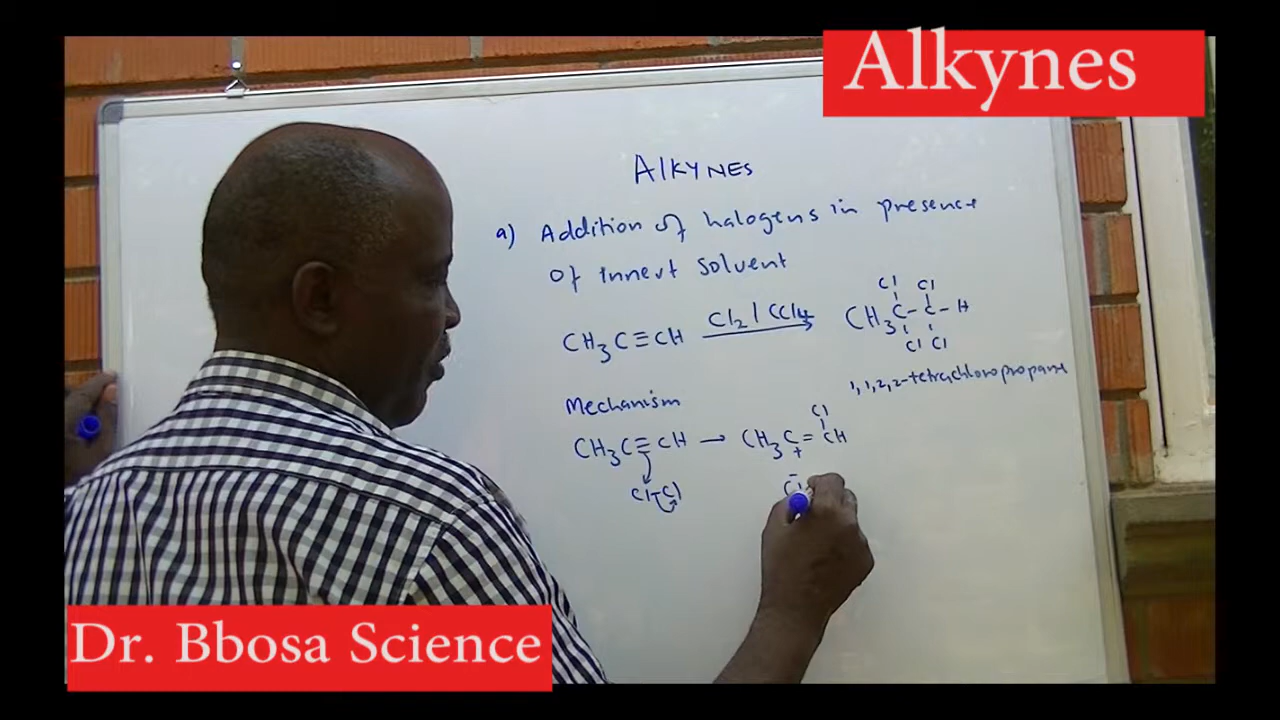 Alkynes
ALKYNES
a) Addition of halogens in presence
of innert solvent
CH3C≡CH Cl2 / CCl4 → CH3C-C-H
Cl Cl
Cl Cl
1,1,2,2-tetrachloropropane
Mechanism
CH3C≡CH → CH3C=CH
Cl
+
Cl-Cl
-
Cl
Dr. Bbosa Science